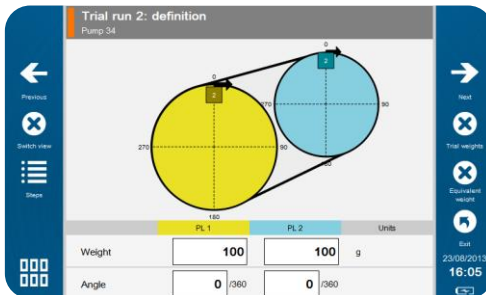 Trial run 2: definition
Pump 34
Previous
Switch view
Steps
0
2
270
90
180
0
2
270
90
180
PL 1 PL 2 Units
Weight 100 100 g
Angle 0 /360 0 /360
Next
Trial weights
Equivalent
weight
Exit
23/08/2013
16:05